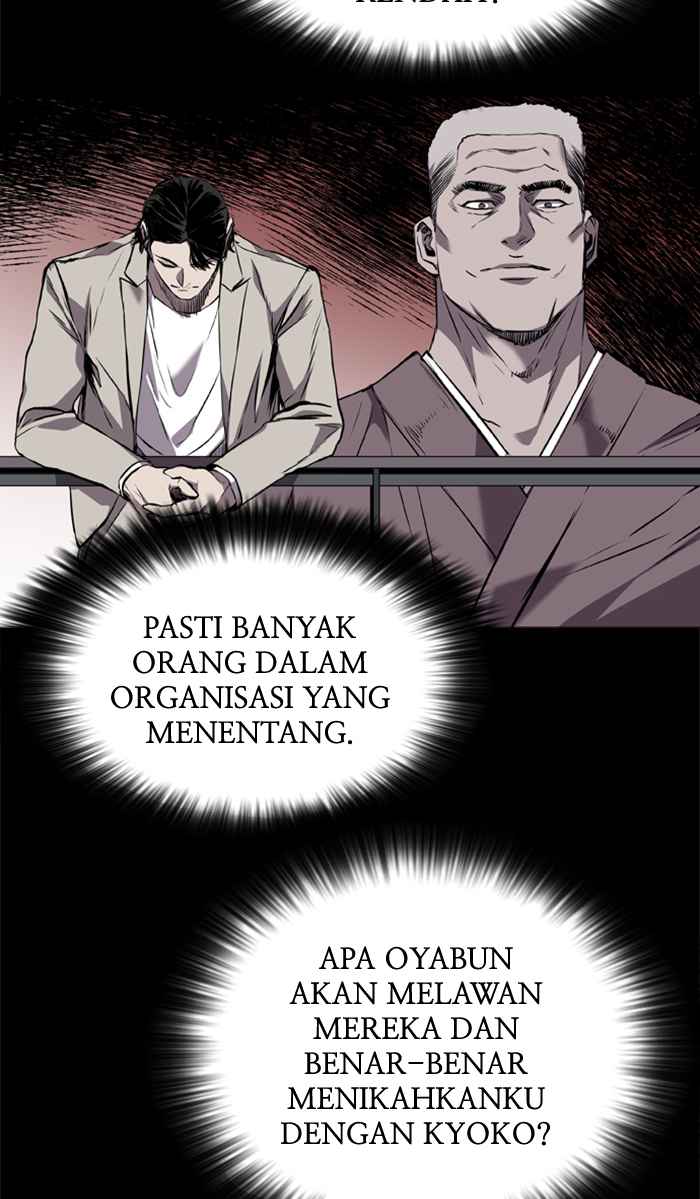 PASTI BANYAK
ORANG DALAM
ORGANISASI YANG
MENENTANG.
APA OYABUN
AKAN MELAWAN
MEREKA DAN
BENAR-BENAR
MENIKAHKANKU
DENGAN KYOKO?